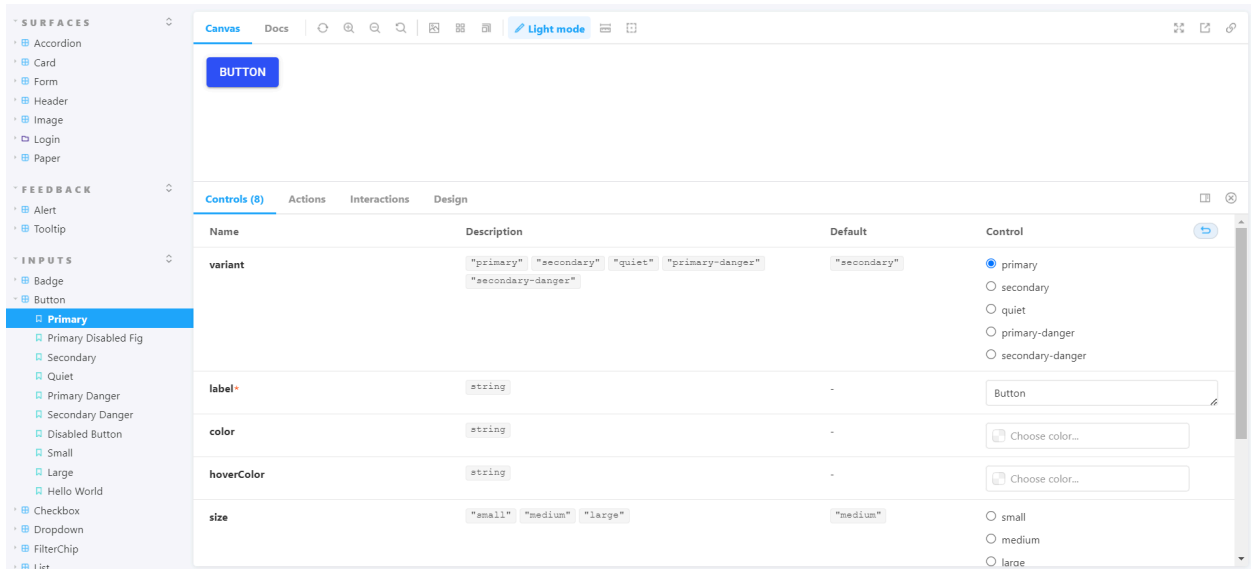 SURFACES
Accordion
Card
Form
Header
Image
Login
Paper
FEEDBACK
Alert
Tooltip
INPUTS
Badge
Button
Primary
Primary Disabled Fig
Secondary
Quiet
Primary Danger
Secondary Danger
Disabled Button
Small
Large
Hello World
Checkbox
Dropdown
FilterChip
List
Canvas Docs Light mode
BUTTON
Controls (8) Actions Interactions Design
Name Description Default Control
variant "primary" "secondary" "quiet" "primary-danger" "secondary" primary
"secondary-danger"
secondary
quiet
primary-danger
secondary-danger
label* string - Button
color string - Choose color...
hoverColor string - Choose color...
size "small" "medium" "large" "medium" small
medium
large